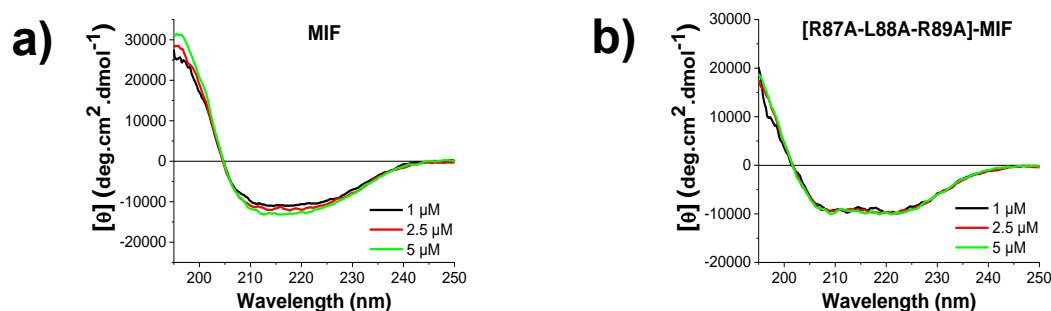 a)
MIF
[θ] (deg.cm².dmol⁻¹)
30000
20000
10000
0
-10000
-20000
1 µM
2.5 µM
5 µM
200 210 220 230 240 250
Wavelength (nm)
b)
[R87A-L88A-R89A]-MIF
[θ] (deg.cm².dmol⁻¹)
30000
20000
10000
0
-10000
-20000
1 µM
2.5 µM
5 µM
200 210 220 230 240 250
Wavelength (nm)